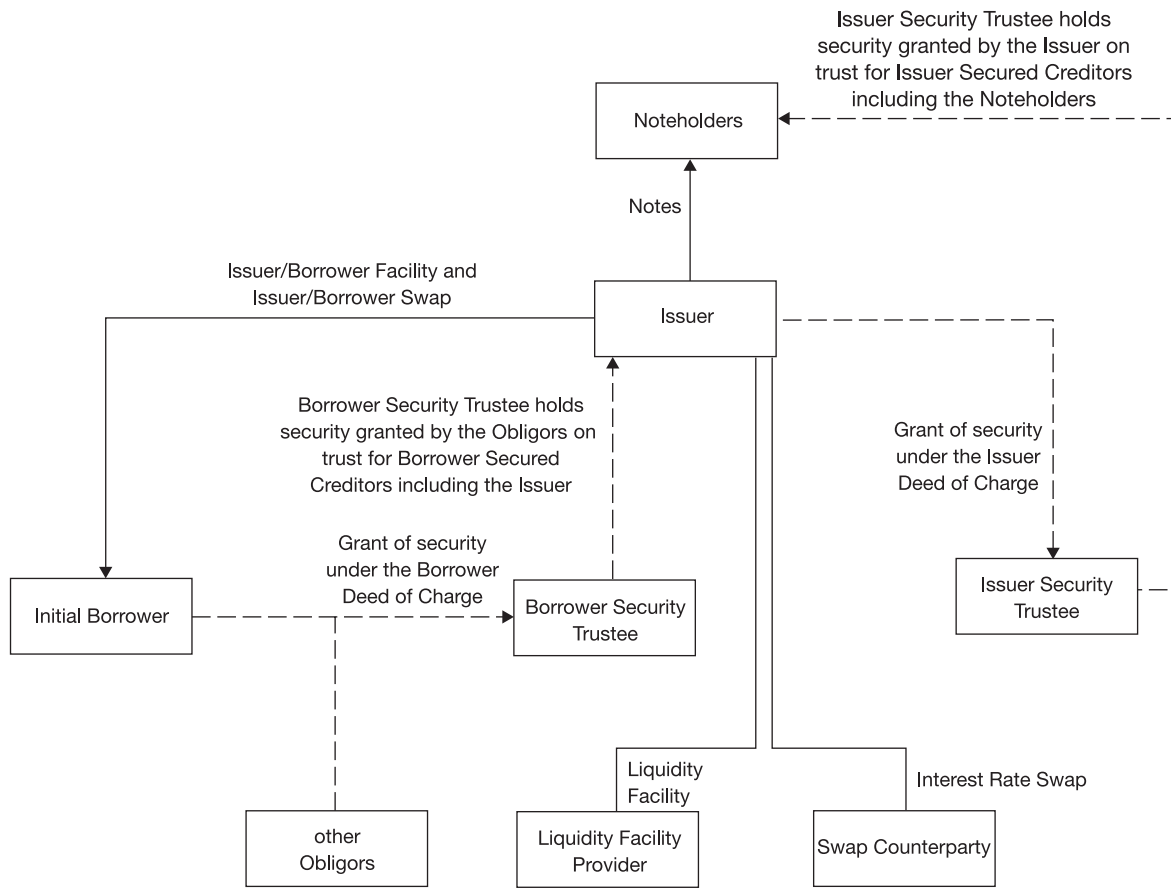 Issuer Security Trustee holds
security granted by the Issuer on
trust for Issuer Secured Creditors
including the Noteholders
Noteholders
Notes
Issuer/Borrower Facility and
Issuer/Borrower Swap
Issuer
Borrower Security Trustee holds
security granted by the Obligors on
trust for Borrower Secured
Creditors including the Issuer
Grant of security
under the Issuer
Deed of Charge
Grant of security
under the Borrower
Deed of Charge
Initial Borrower
Borrower Security
Trustee
Issuer Security
Trustee
Liquidity
Facility
Interest Rate Swap
other
Obligors
Liquidity Facility
Provider
Swap Counterparty